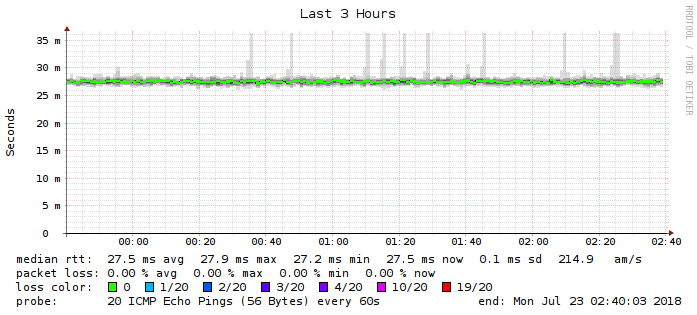 Last 3 Hours
RRDTOOL / TOBI OETIKER
Seconds
35 m
30 m
25 m
20 m
15 m
10 m
5 m
0
00:00 00:20 00:40 01:00 01:20 01:40 02:00 02:20 02:40
median rtt: 27.5 ms avg 27.9 ms max 27.2 ms min 27.5 ms now 0.1 ms sd 214.9 am/s
packet loss: 0.00 % avg 0.00 % max 0.00 % min 0.00 % now
loss color: 0 1/20 2/20 3/20 4/20 10/20 19/20
probe: 20 ICMP Echo Pings (56 Bytes) every 60s end: Mon Jul 23 02:40:03 2018